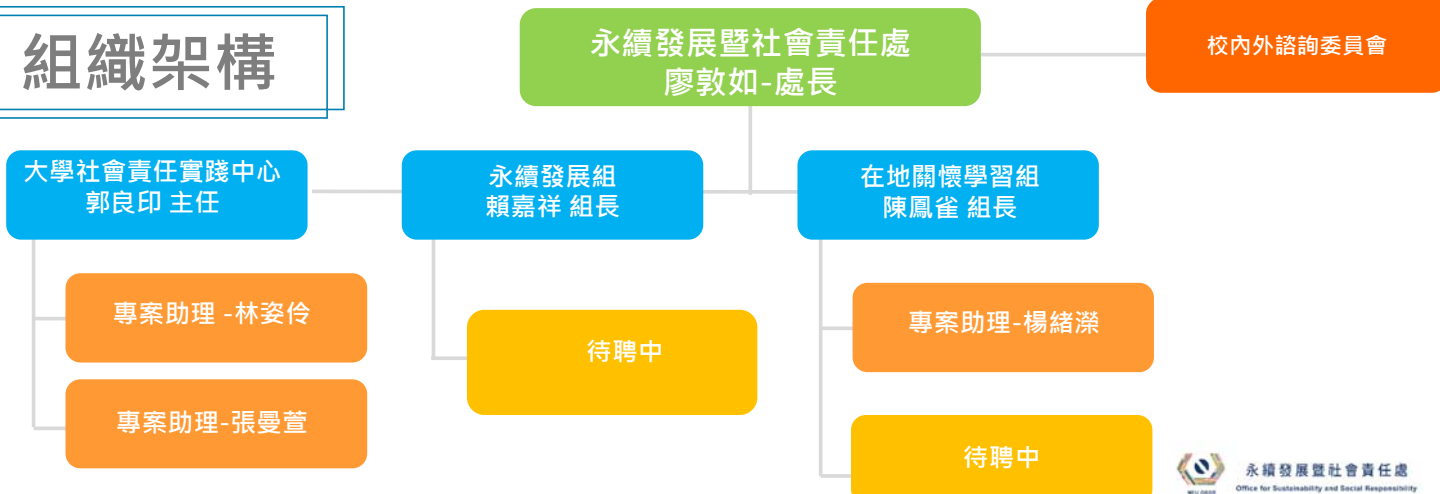 組織架構
永續發展暨社會責任處
廖敦如-處長
校內外諮詢委員會
大學社會責任實踐中心
郭良印 主任
永續發展組
賴嘉祥 組長
在地關懷學習組
陳鳳雀 組長
專案助理 -林姿伶
專案助理-張曼萱
待聘中
專案助理-楊緒濼
待聘中
永續發展暨社會責任處
Office for Sustainability and Social Responsibility